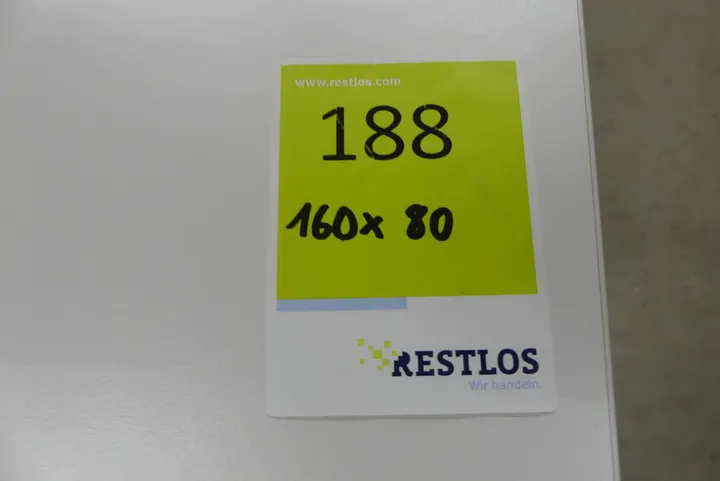 www.restlos.com
188
160x 80
RESTLOS
Wir handeln.